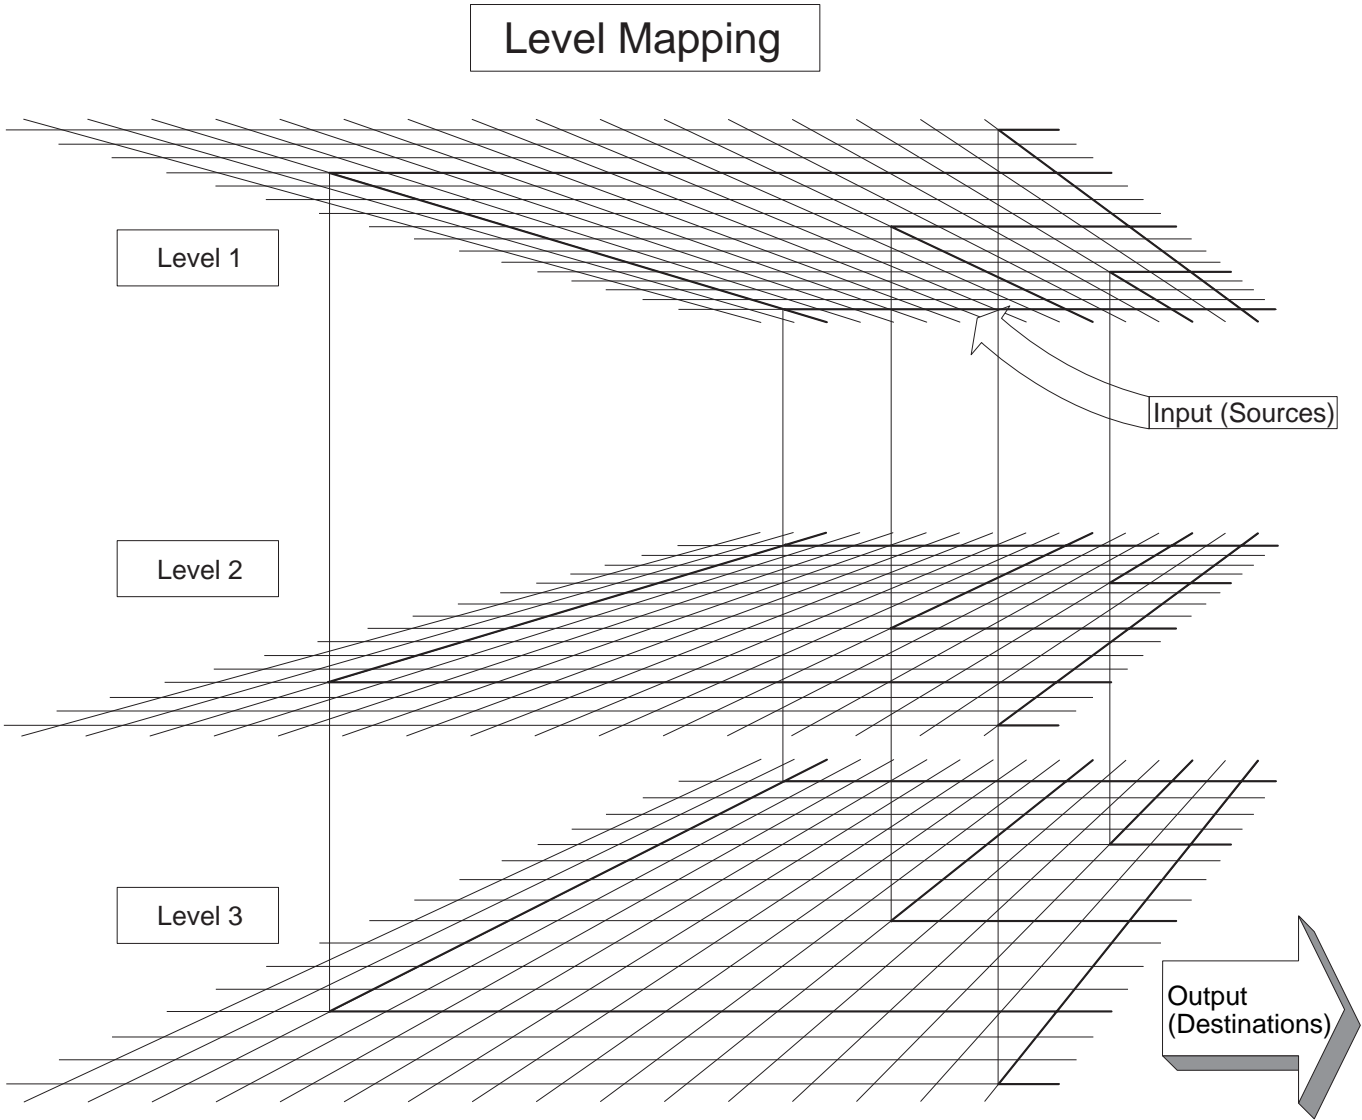 Level Mapping
Level 1
Input (Sources)
Level 2
Level 3
Output
(Destinations)